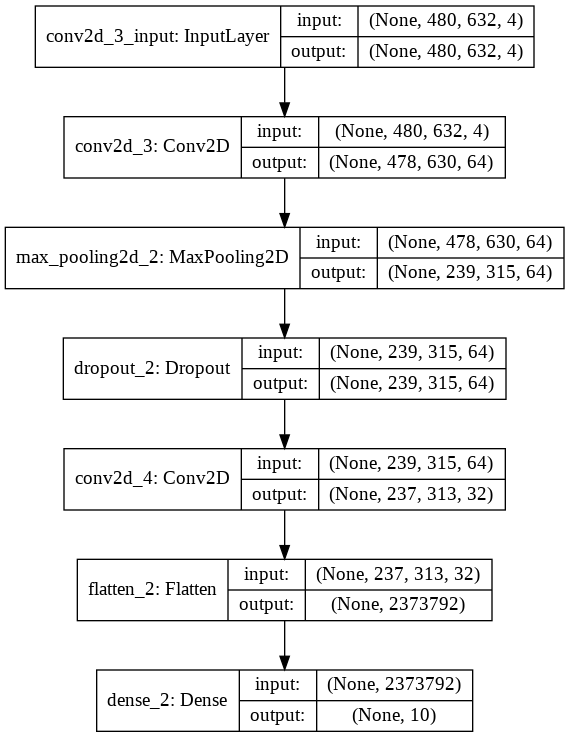 conv2d_3_input: InputLayer input: (None, 480, 632, 4)
output: (None, 480, 632, 4)
conv2d_3: Conv2D input: (None, 480, 632, 4)
output: (None, 478, 630, 64)
max_pooling2d_2: MaxPooling2D input: (None, 478, 630, 64)
output: (None, 239, 315, 64)
dropout_2: Dropout input: (None, 239, 315, 64)
output: (None, 239, 315, 64)
conv2d_4: Conv2D input: (None, 239, 315, 64)
output: (None, 237, 313, 32)
flatten_2: Flatten input: (None, 237, 313, 32)
output: (None, 2373792)
dense_2: Dense input: (None, 2373792)
output: (None, 10)